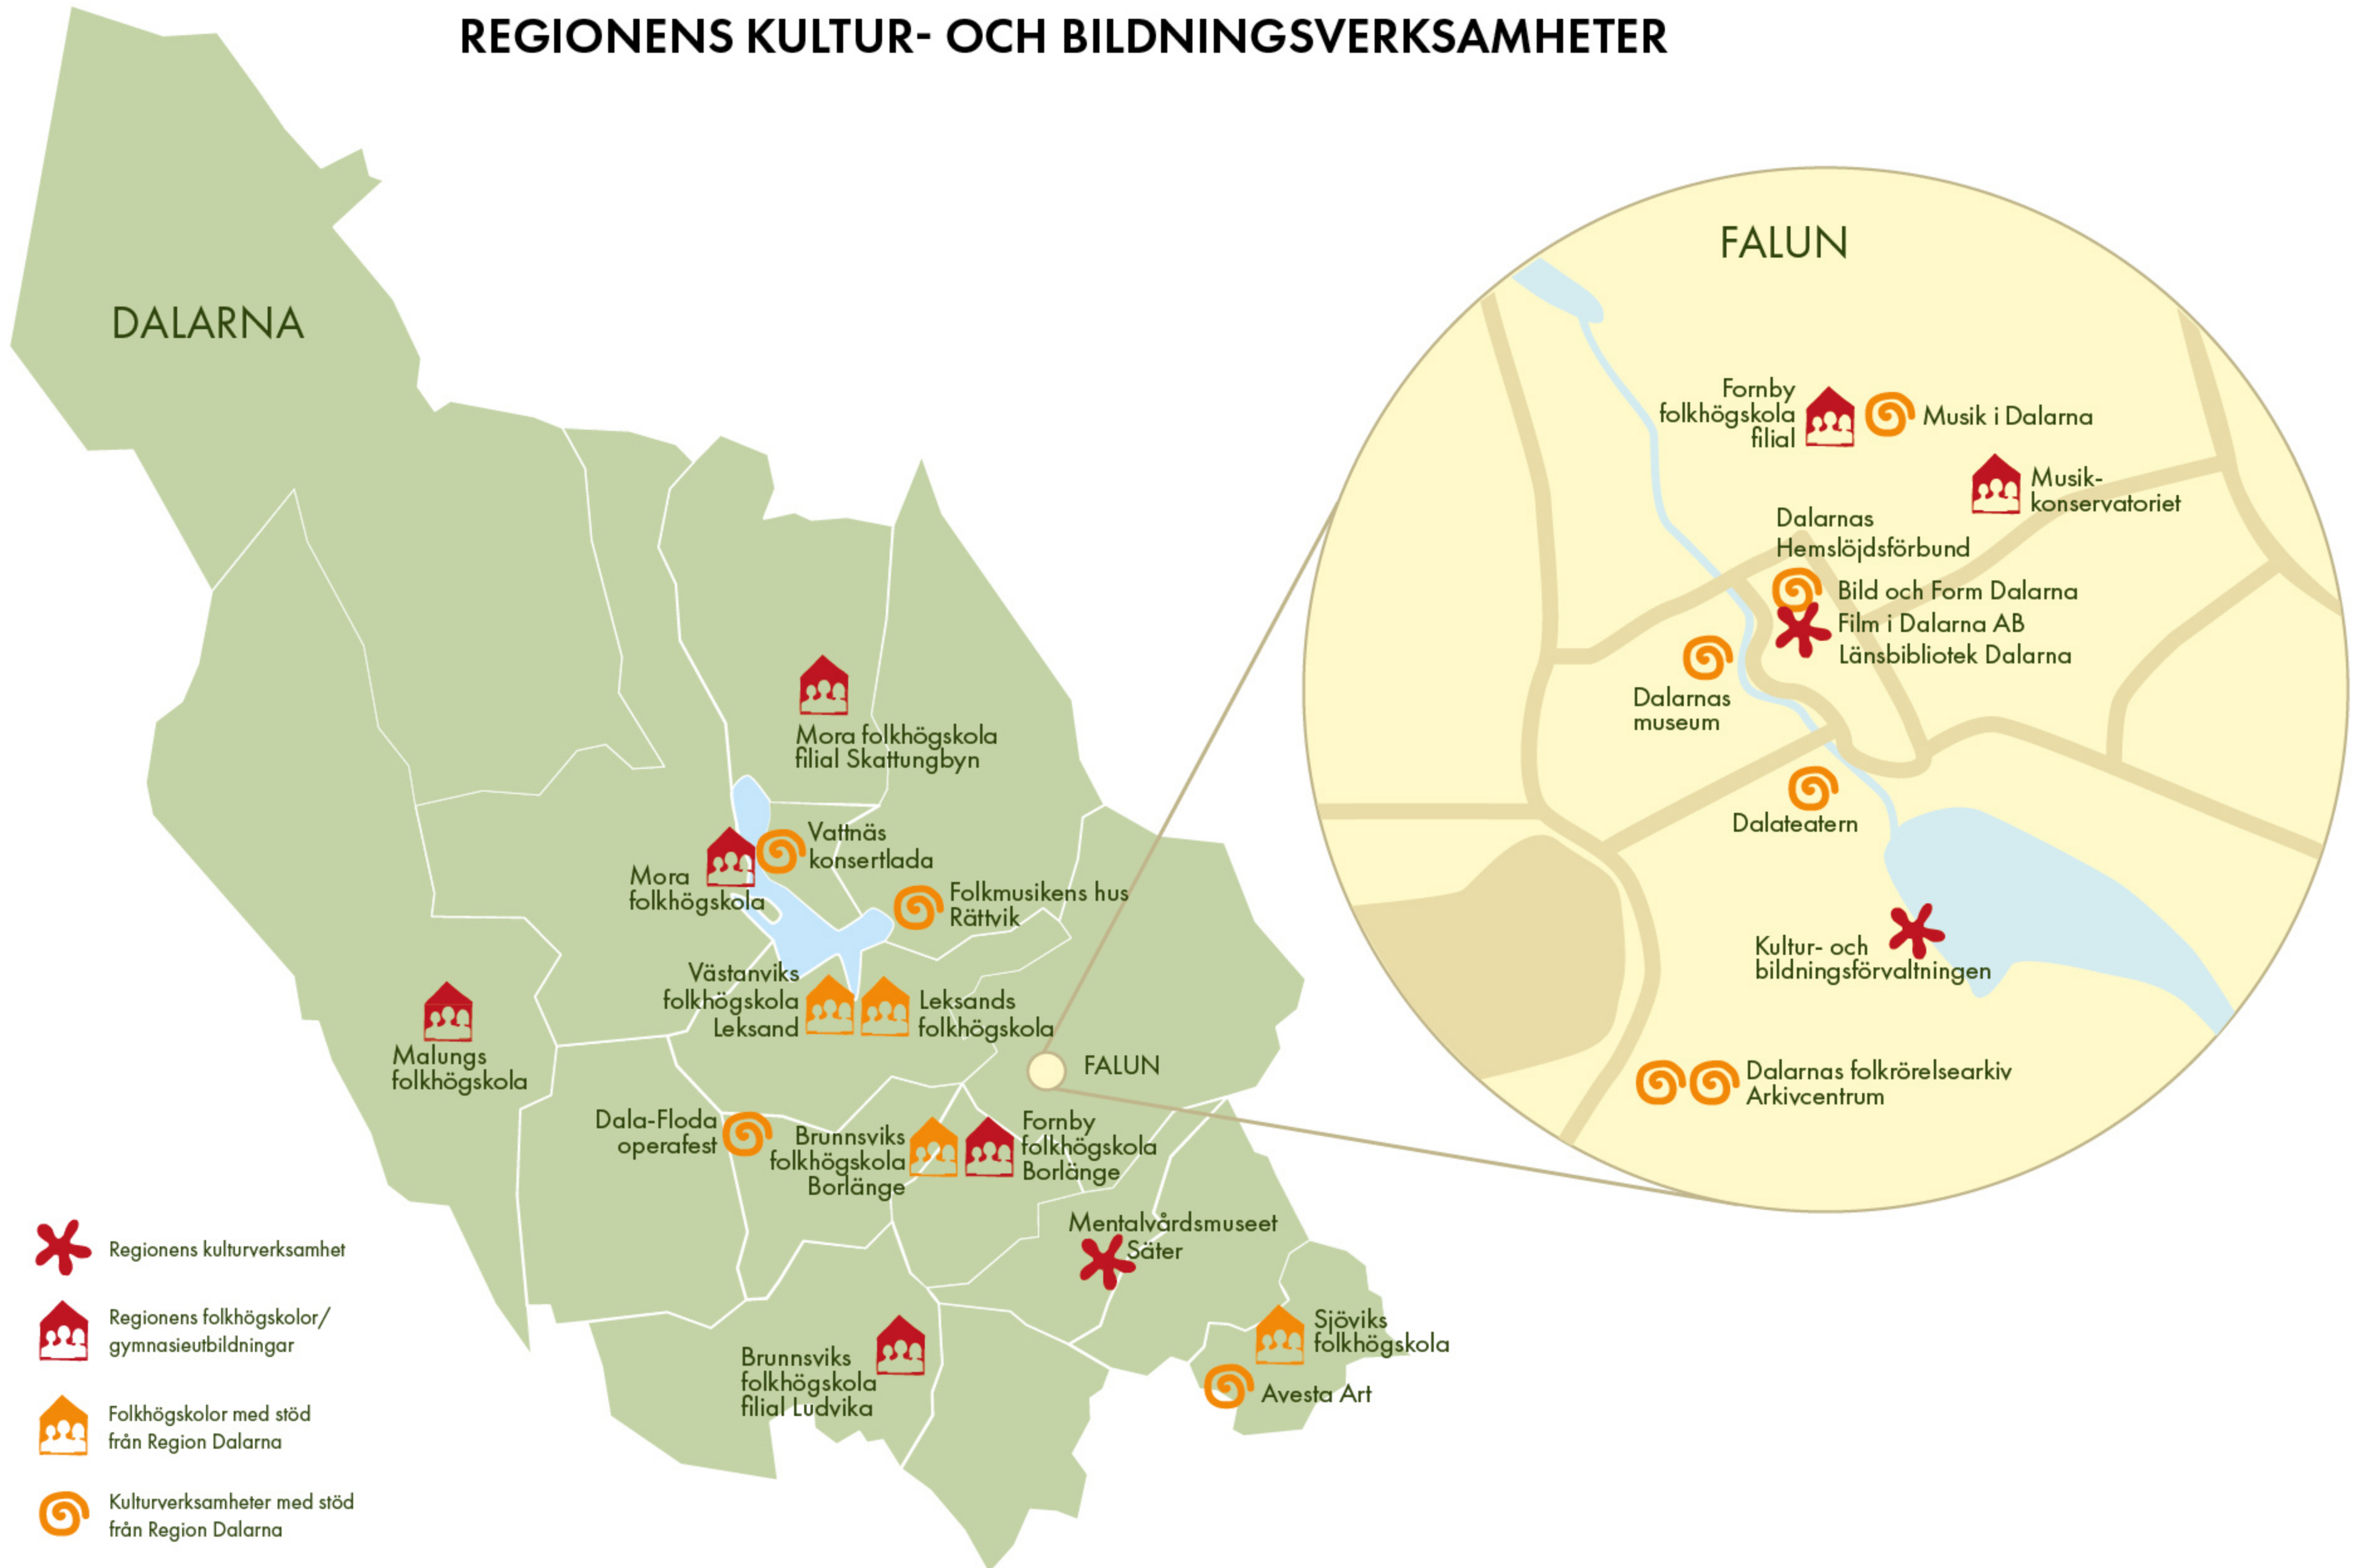 REGIONENS KULTUR- OCH BILDNINGSVERKSAMHETER
DALARNA
FALUN
Fornby
folkhögskola
filial
Musik i Dalarna
Musik-
konservatoriet
Dalarnas
Hemslöjdsförbund
Bild och Form Dalarna
Film i Dalarna AB
Länsbibliotek Dalarna
Dalarnas
museum
Dalateatern
Kultur- och
bildningsförvaltningen
Dalarnas folkrörelsearkiv
Arkivcentrum
Mora folkhögskola
filial Skattungbyn
Vattnäs
konsertlada
Mora
folkhögskola
Folkmusikens hus
Rättvik
Västanviks
folkhögskola
Leksand
Leksands
folkhögskola
Malungs
folkhögskola
FALUN
Dala-Floda
operafest
Brunnsviks
folkhögskola
Borlänge
Fornby
folkhögskola
Borlänge
Mentalvårdsmuseet
Säter
Sjöviks
folkhögskola
Avesta Art
Brunnsviks
folkhögskola
filial Ludvika
Regionens kulturverksamhet
Regionens folkhögskolor/
gymnasieutbildningar
Folkhögskolor med stöd
från Region Dalarna
Kulturverksamheter med stöd
från Region Dalarna